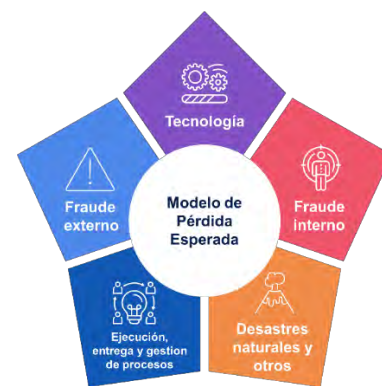 Tecnología
Fraude
externo
Modelo de
Pérdida
Esperada
Fraude
interno
Ejecución,
entrega y gestion
de procesos
Desastres
naturales y
otros